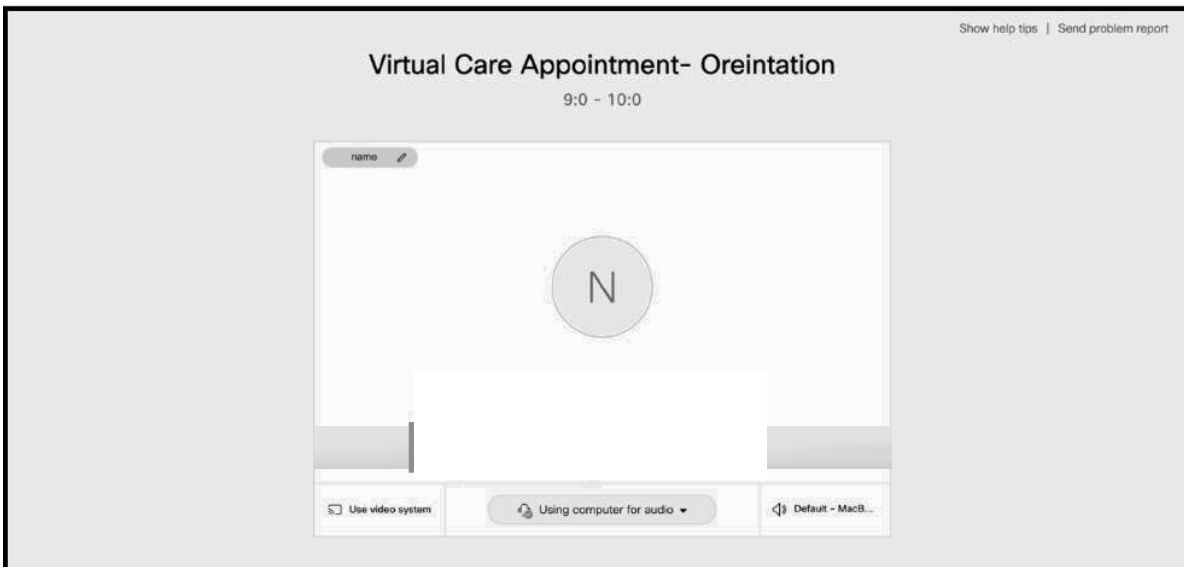 Show help tips | Send problem report
Virtual Care Appointment- Oreintation
9:0 - 10:0
name
N
Use video system
Using computer for audio
Default - MacB...